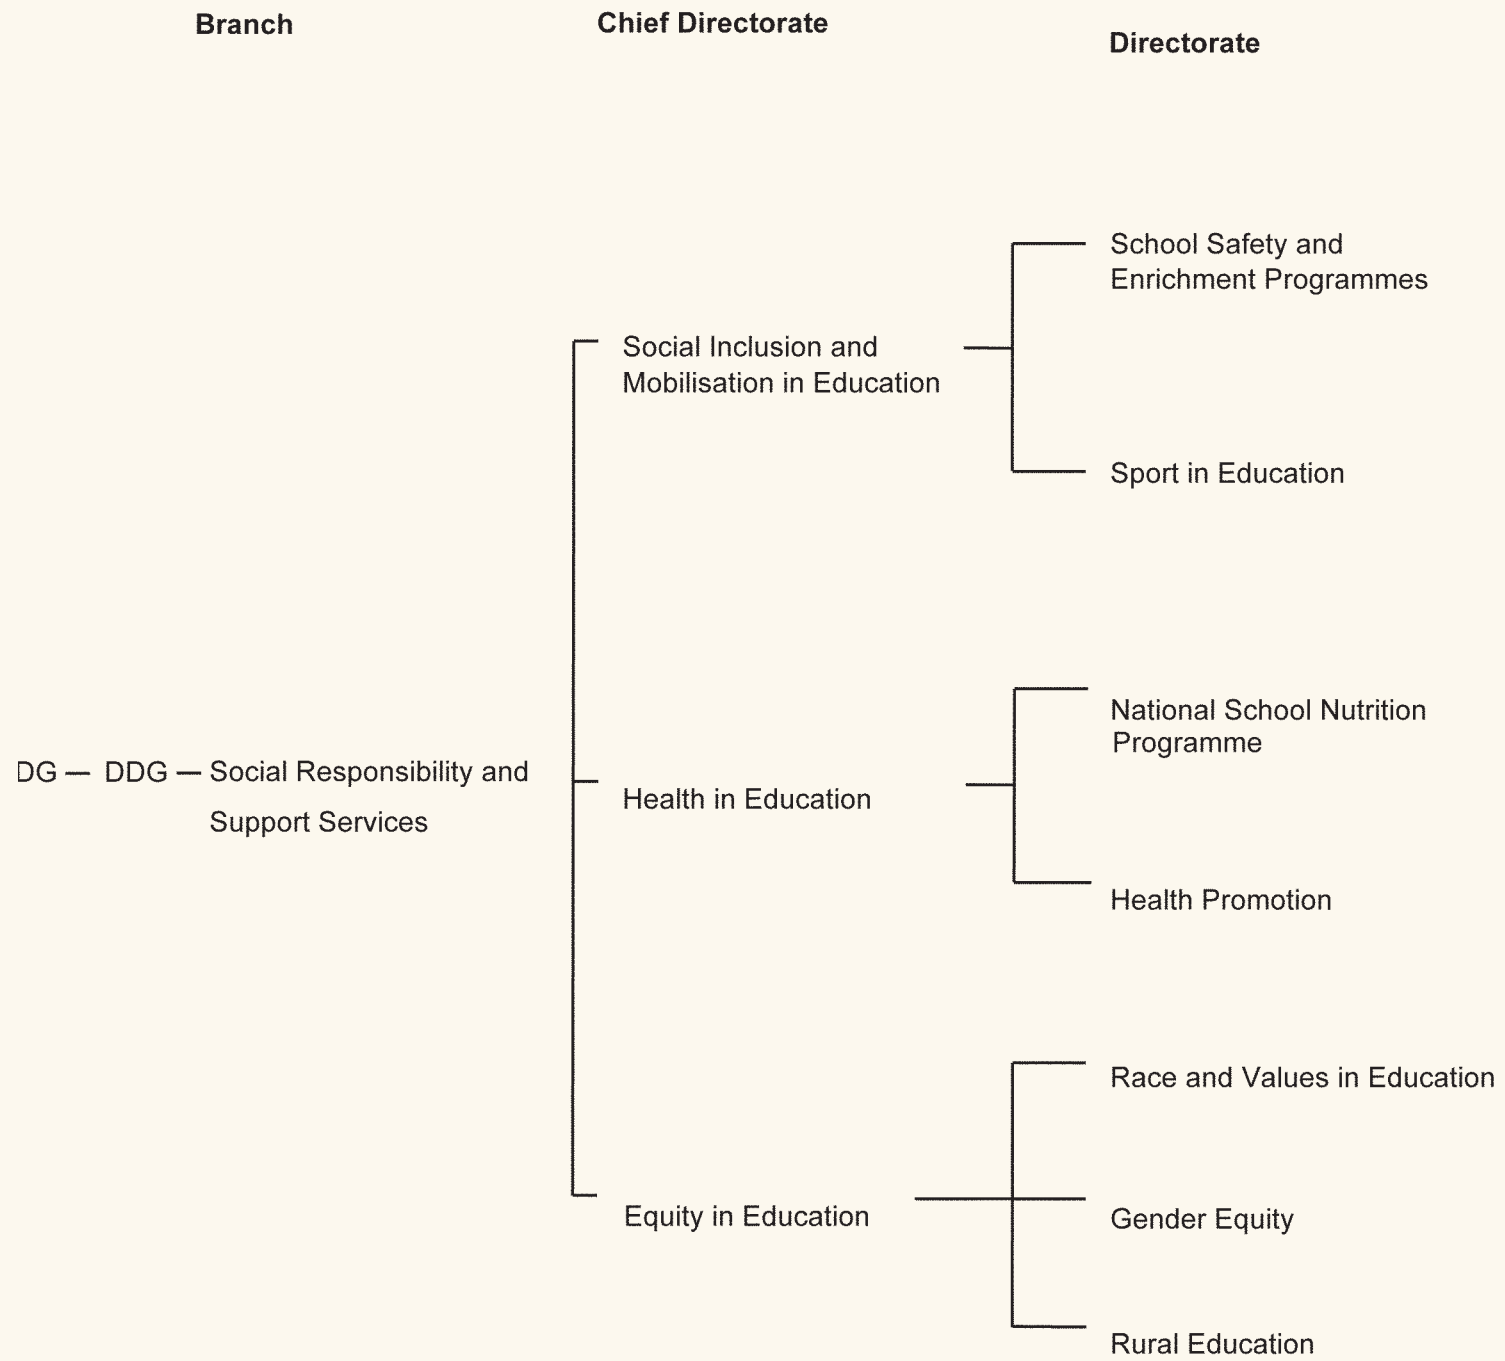 Branch
Chief Directorate
Directorate
School Safety and
Enrichment Programmes
Social Inclusion and
Mobilisation in Education
Sport in Education
National School Nutrition
Programme
DG — DDG — Social Responsibility and
Support Services
Health in Education
Health Promotion
Race and Values in Education
Equity in Education
Gender Equity
Rural Education